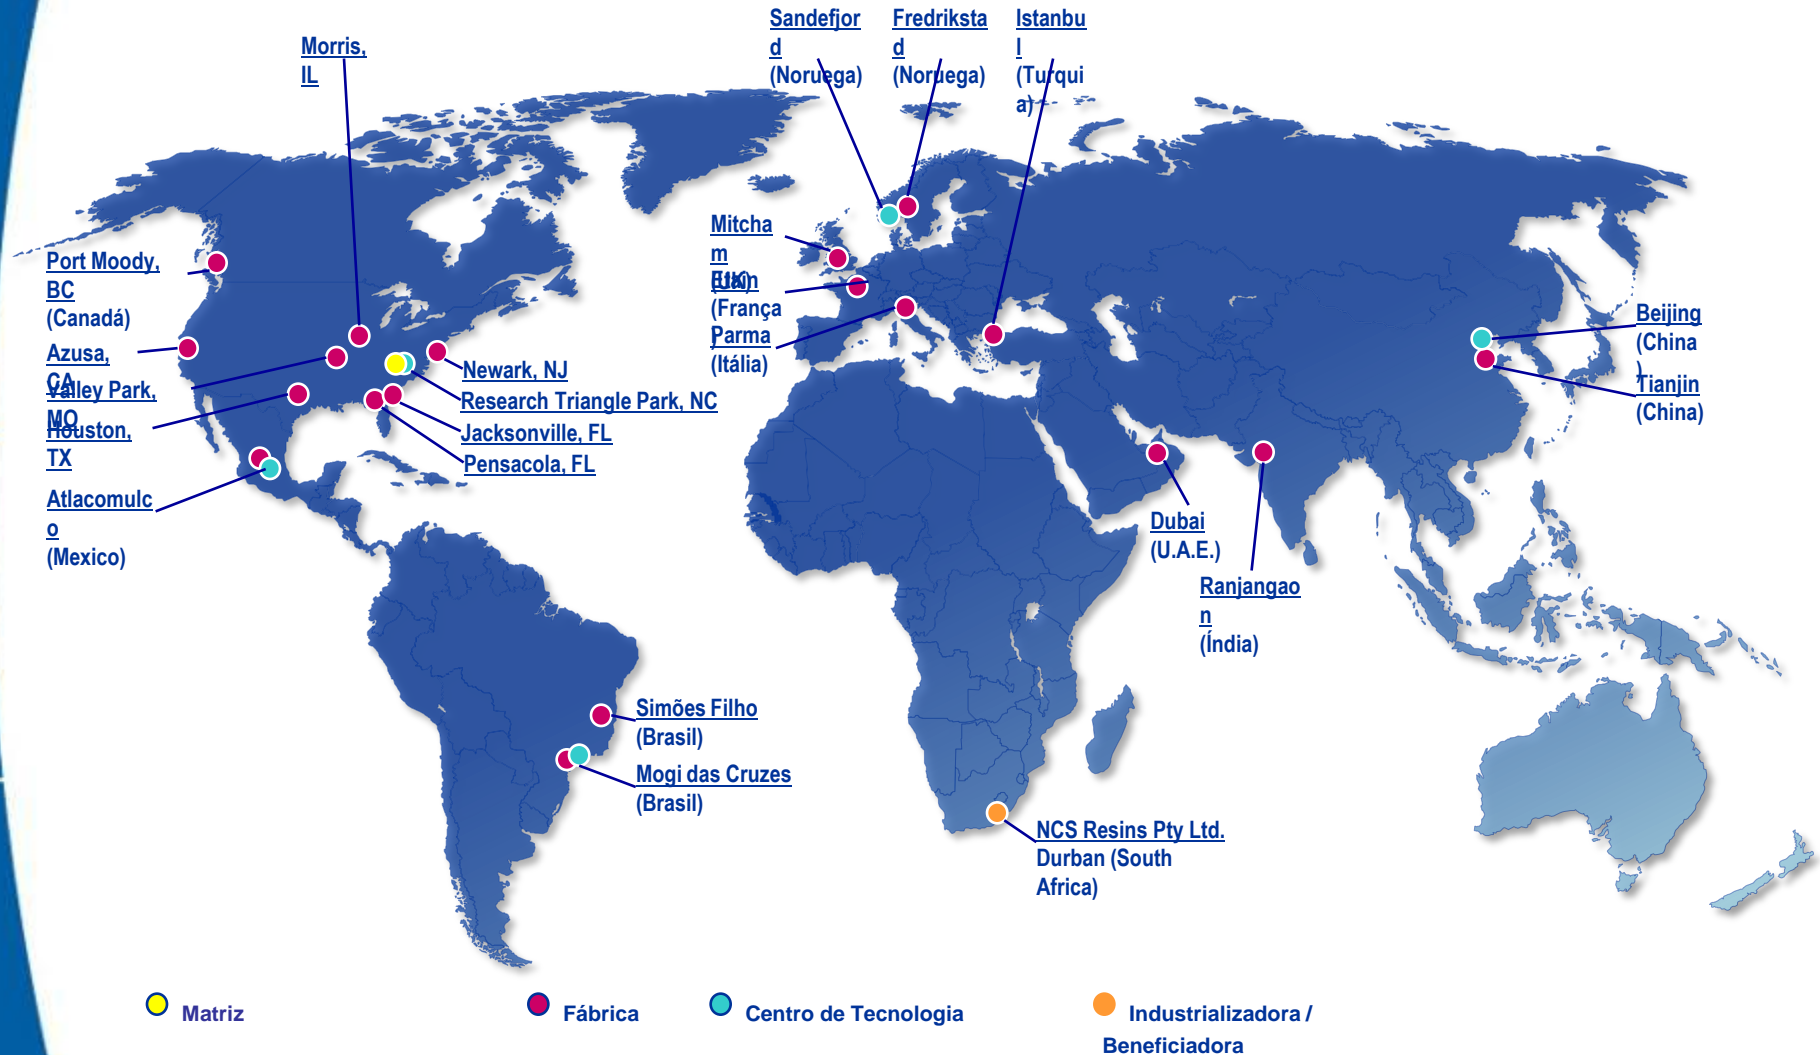 Sandefjor
d
(Noruega)
Fredriksta
d
(Noruega)
Istanbu
l
(Turqui
a)
Morris,
IL
Mitcha
m
(UK)
Etain
(França
)
Parma
(Itália)
Port Moody,
BC
(Canadá)
Azusa,
CA
Valley Park,
MO
Houston,
TX
Atlacomulc
o
(Mexico)
Newark, NJ
Research Triangle Park, NC
Jacksonville, FL
Pensacola, FL
Beijing
(China
)
Tianjin
(China)
Dubai
(U.A.E.)
Ranjangao
n
(Índia)
Simões Filho
(Brasil)
Mogi das Cruzes
(Brasil)
NCS Resins Pty Ltd.
Durban (South
Africa)
Matriz
Fábrica
Centro de Tecnologia
Industrializadora /
Beneficiadora